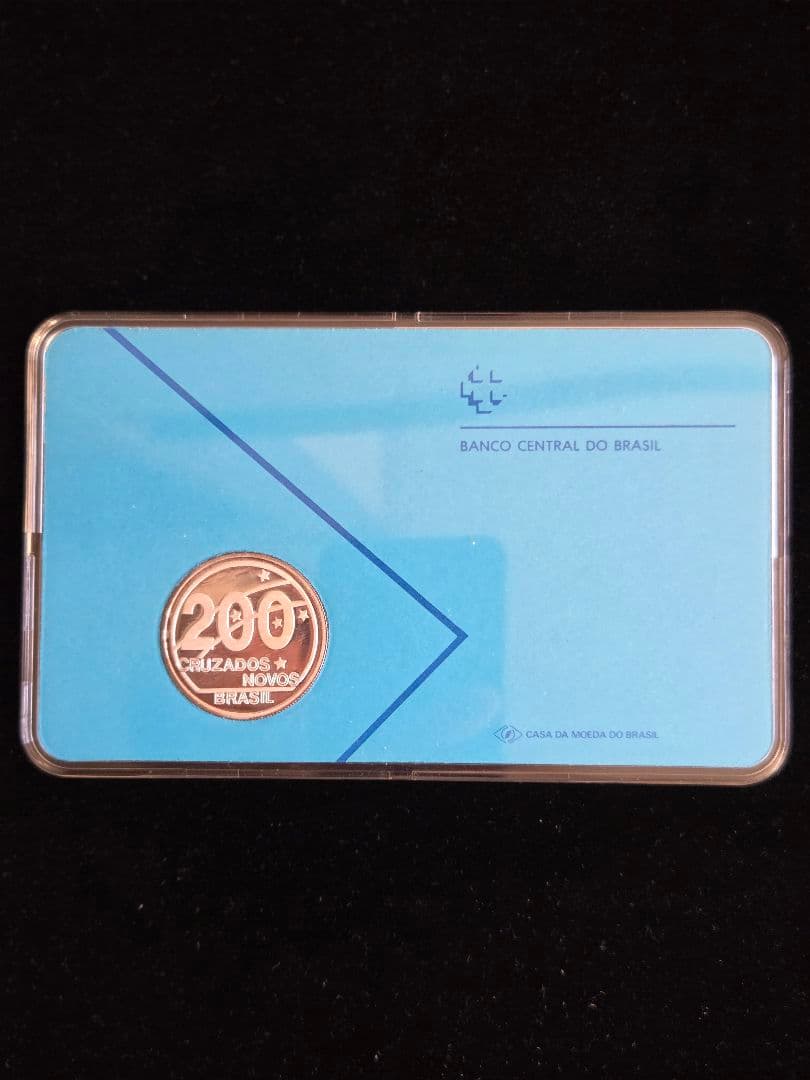 BANCO CENTRAL DO BRASIL
200
CRUZADOS
NOVOS
BRASIL
CASA DA MOEDA DO BRASIL